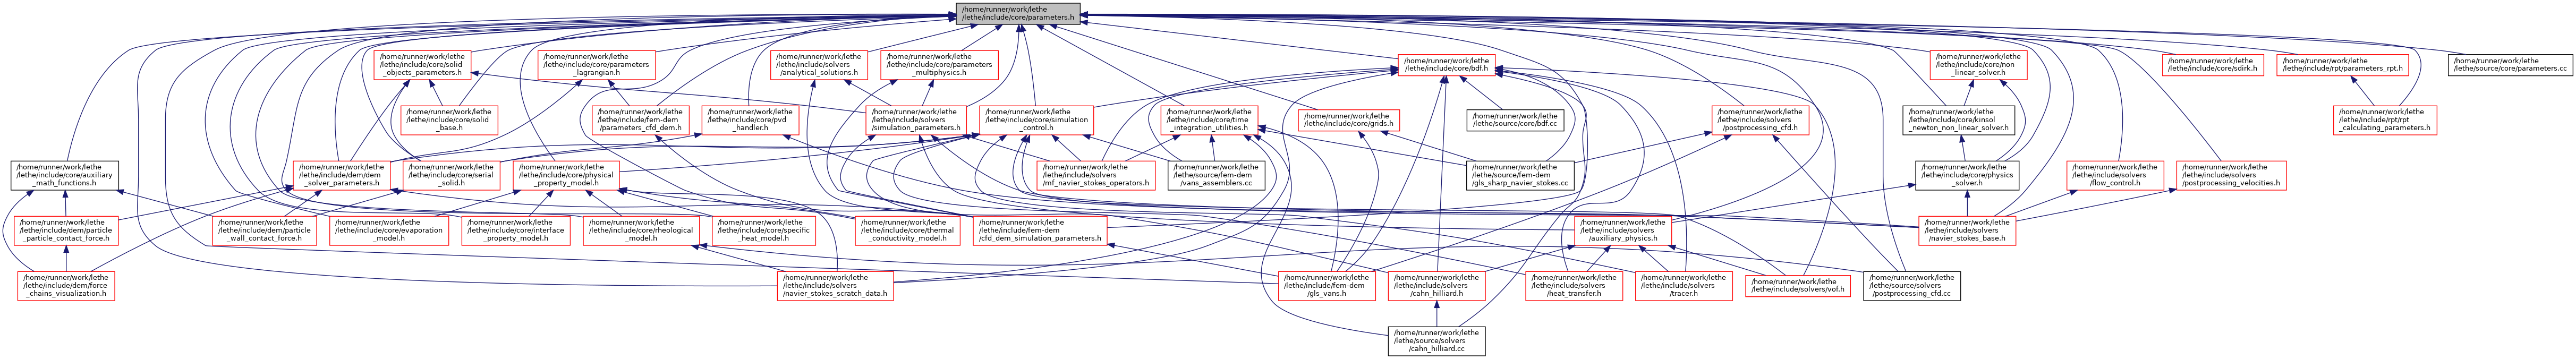 /home/runner/work/lethe
/lethe/include/core/parameters.h
/home/runner/work/lethe
/lethe/include/core/solid
_objects_parameters.h
/home/runner/work/lethe
/lethe/include/core/parameters
_lagrangian.h
/home/runner/work/lethe
/lethe/include/solvers
/analytical_solutions.h
/home/runner/work/lethe
/lethe/include/core/parameters
_multiphysics.h
/home/runner/work/lethe
/lethe/include/core/bdf.h
/home/runner/work/lethe
/lethe/include/core/non
_linear_solver.h
/home/runner/work/lethe
/lethe/include/core/sdirk.h
/home/runner/work/lethe
/lethe/include/rpt/parameters_rpt.h
/home/runner/work/lethe
/lethe/source/core/parameters.cc
/home/runner/work/lethe
/lethe/include/core/solid
_base.h
/home/runner/work/lethe
/lethe/include/fem-dem
/parameters_cfd_dem.h
/home/runner/work/lethe
/lethe/include/core/pvd
_handler.h
/home/runner/work/lethe
/lethe/include/solvers
/simulation_parameters.h
/home/runner/work/lethe
/lethe/include/core/simulation
_control.h
/home/runner/work/lethe
/lethe/include/core/time
_integration_utilities.h
/home/runner/work/lethe
/lethe/include/core/grids.h
/home/runner/work/lethe
/lethe/source/core/bdf.cc
/home/runner/work/lethe
/lethe/include/solvers
/postprocessing_cfd.h
/home/runner/work/lethe
/lethe/include/core/kinsol
_newton_non_linear_solver.h
/home/runner/work/lethe
/lethe/include/rpt/rpt
_calculating_parameters.h
/home/runner/work/lethe
/lethe/include/core/auxiliary
_math_functions.h
/home/runner/work/lethe
/lethe/include/dem/dem
_solver_parameters.h
/home/runner/work/lethe
/lethe/include/core/serial
_solid.h
/home/runner/work/lethe
/lethe/include/core/physical
_property_model.h
/home/runner/work/lethe
/lethe/include/solvers
/mf_navier_stokes_operators.h
/home/runner/work/lethe
/lethe/source/fem-dem
/vans_assemblers.cc
/home/runner/work/lethe
/lethe/source/fem-dem
/gls_sharp_navier_stokes.cc
/home/runner/work/lethe
/lethe/include/core/physics
_solver.h
/home/runner/work/lethe
/lethe/include/solvers
/flow_control.h
/home/runner/work/lethe
/lethe/include/solvers
/postprocessing_velocities.h
/home/runner/work/lethe
/lethe/include/dem/particle
_particle_contact_force.h
/home/runner/work/lethe
/lethe/include/dem/particle
_wall_contact_force.h
/home/runner/work/lethe
/lethe/include/core/evaporation
_model.h
/home/runner/work/lethe
/lethe/include/core/interface
_property_model.h
/home/runner/work/lethe
/lethe/include/core/rheological
_model.h
/home/runner/work/lethe
/lethe/include/core/specific
_heat_model.h
/home/runner/work/lethe
/lethe/include/core/thermal
_conductivity_model.h
/home/runner/work/lethe
/lethe/include/fem-dem
/cfd_dem_simulation_parameters.h
/home/runner/work/lethe
/lethe/include/solvers
/auxiliary_physics.h
/home/runner/work/lethe
/lethe/include/solvers
/navier_stokes_base.h
/home/runner/work/lethe
/lethe/include/dem/force
_chains_visualization.h
/home/runner/work/lethe
/lethe/include/solvers
/navier_stokes_scratch_data.h
/home/runner/work/lethe
/lethe/include/fem-dem
/gls_vans.h
/home/runner/work/lethe
/lethe/include/solvers
/cahn_hilliard.h
/home/runner/work/lethe
/lethe/include/solvers
/heat_transfer.h
/home/runner/work/lethe
/lethe/include/solvers
/tracer.h
/home/runner/work/lethe
/lethe/include/solvers/vof.h
/home/runner/work/lethe
/lethe/source/solvers
/postprocessing_cfd.cc
/home/runner/work/lethe
/lethe/source/solvers
/cahn_hilliard.cc